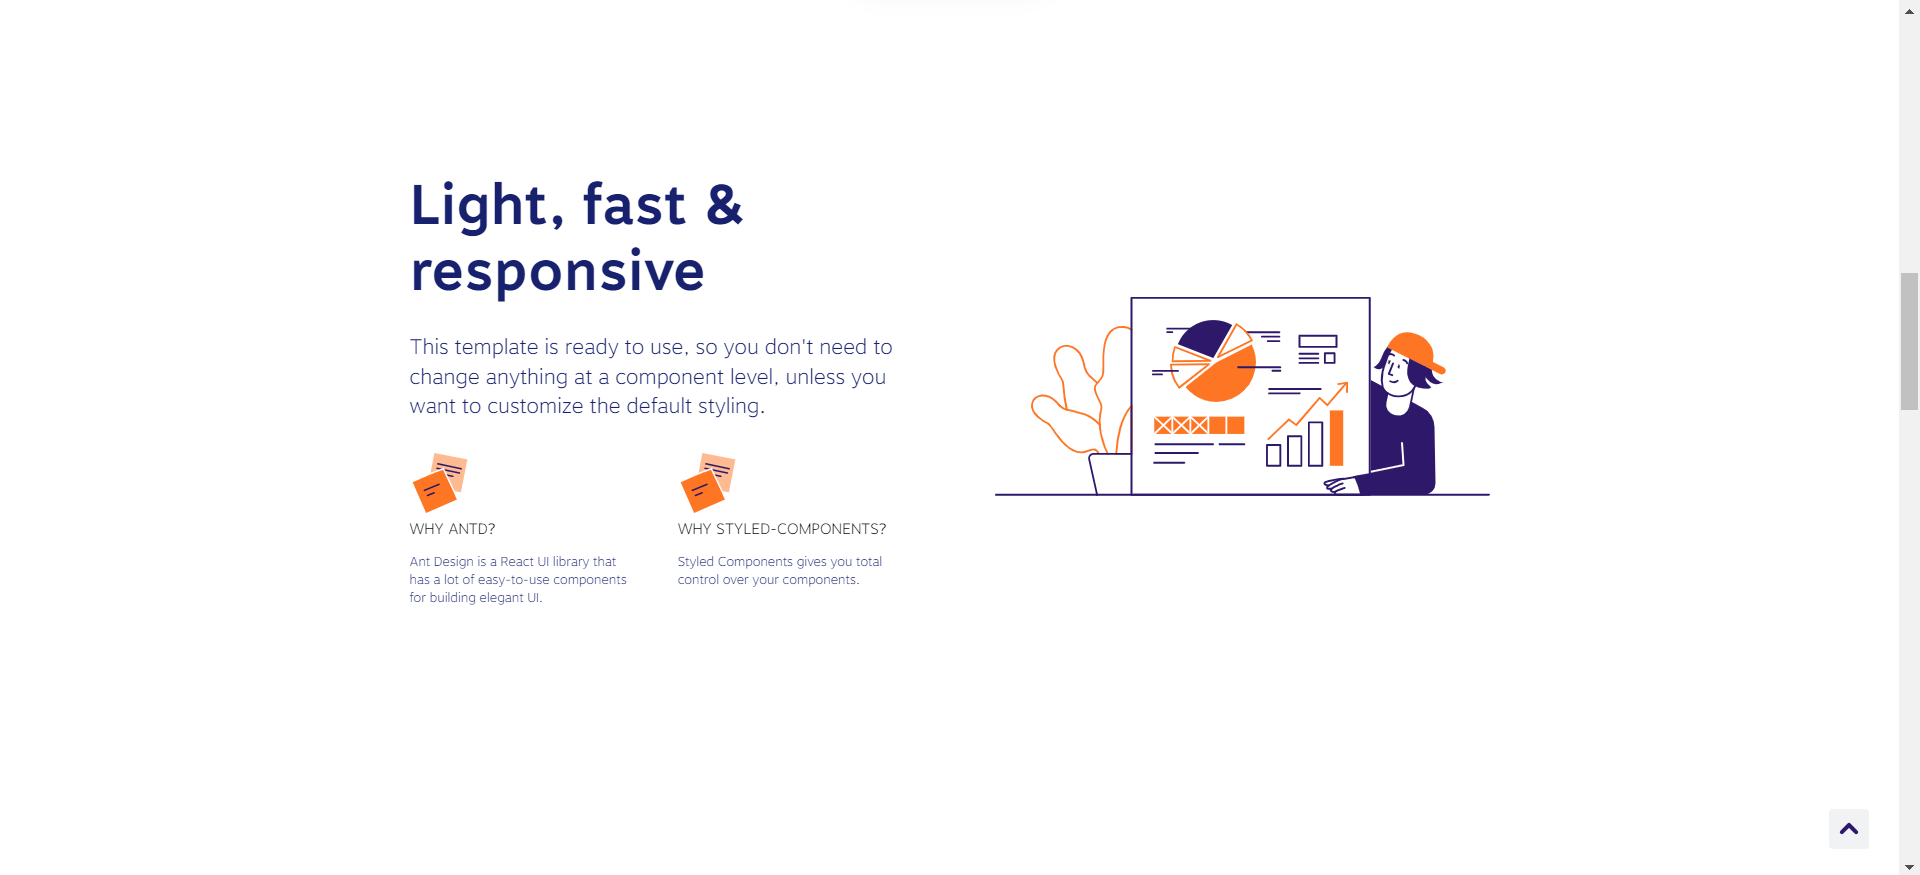 Light, fast &
responsive
This template is ready to use, so you don't need to
change anything at a component level, unless you
want to customize the default styling.
WHY ANTD?
Ant Design is a React UI library that
has a lot of easy-to-use components
for building elegant UI.
WHY STYLED-COMPONENTS?
Styled Components gives you total
control over your components.